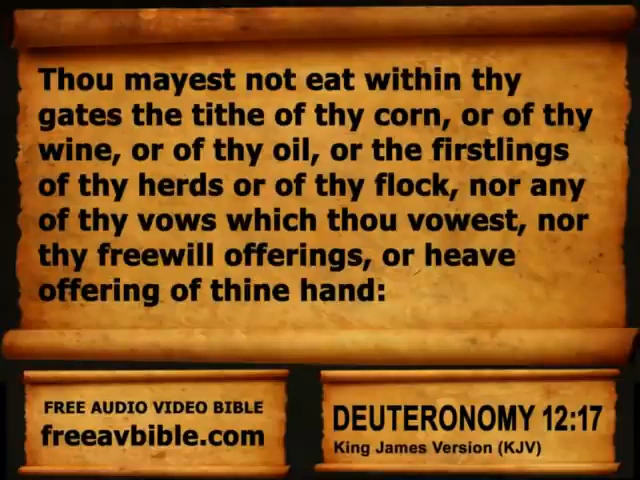 Thou mayest not eat within thy
gates the tithe of thy corn, or of thy
wine, or of thy oil, or the firstlings
of thy herds or of thy flock, nor any
of thy vows which thou vowest, nor
thy freewill offerings, or heave
offering of thine hand:
FREE AUDIO VIDEO BIBLE
freeavbible.com
DEUTERONOMY 12:17
King James Version (KJV)